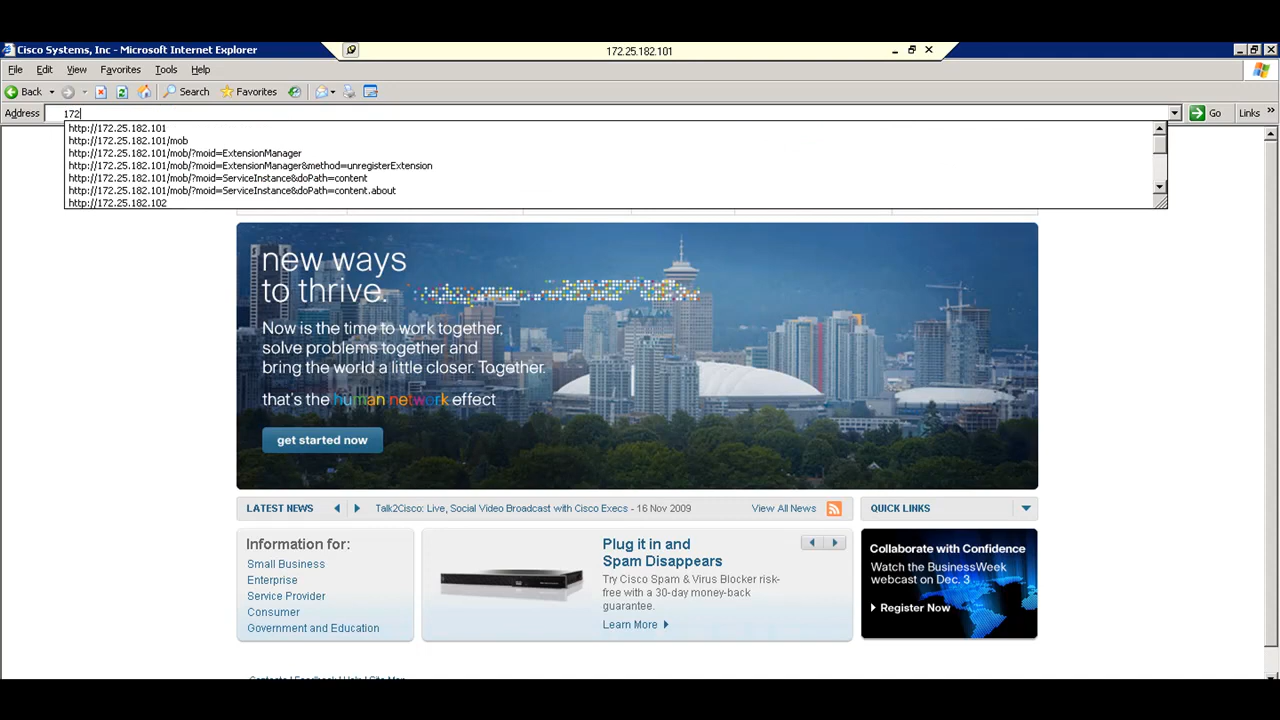 Cisco Systems, Inc - Microsoft Internet Explorer
172.25.182.101
File Edit View Favorites Tools Help
Back Search Favorites
Address 172 Go Links »
http://172.25.182.101
http://172.25.182.101/mob
http://172.25.182.101/mob/?moid=ExtensionManager
http://172.25.182.101/mob/?moid=ExtensionManager&method=unregisterExtension
http://172.25.182.101/mob/?moid=ServiceInstance&doPath=content
http://172.25.182.101/mob/?moid=ServiceInstance&doPath=content.about
http://172.25.182.102
new ways
to thrive.
Now is the time to work together,
solve problems together and
bring the world a little closer. Together.
that's the human network effect
get started now
LATEST NEWS Talk2Cisco: Live, Social Video Broadcast with Cisco Execs - 16 Nov 2009 View All News
QUICK LINKS
Information for:
Small Business
Enterprise
Service Provider
Consumer
Government and Education
Plug it in and
Spam Disappears
Try Cisco Spam & Virus Blocker risk-
free with a 30-day money-back
guarantee.
Learn More
Collaborate with Confidence
Watch the BusinessWeek
webcast on Dec. 3
Register Now
Contacts | Feedback | Help | Site Map